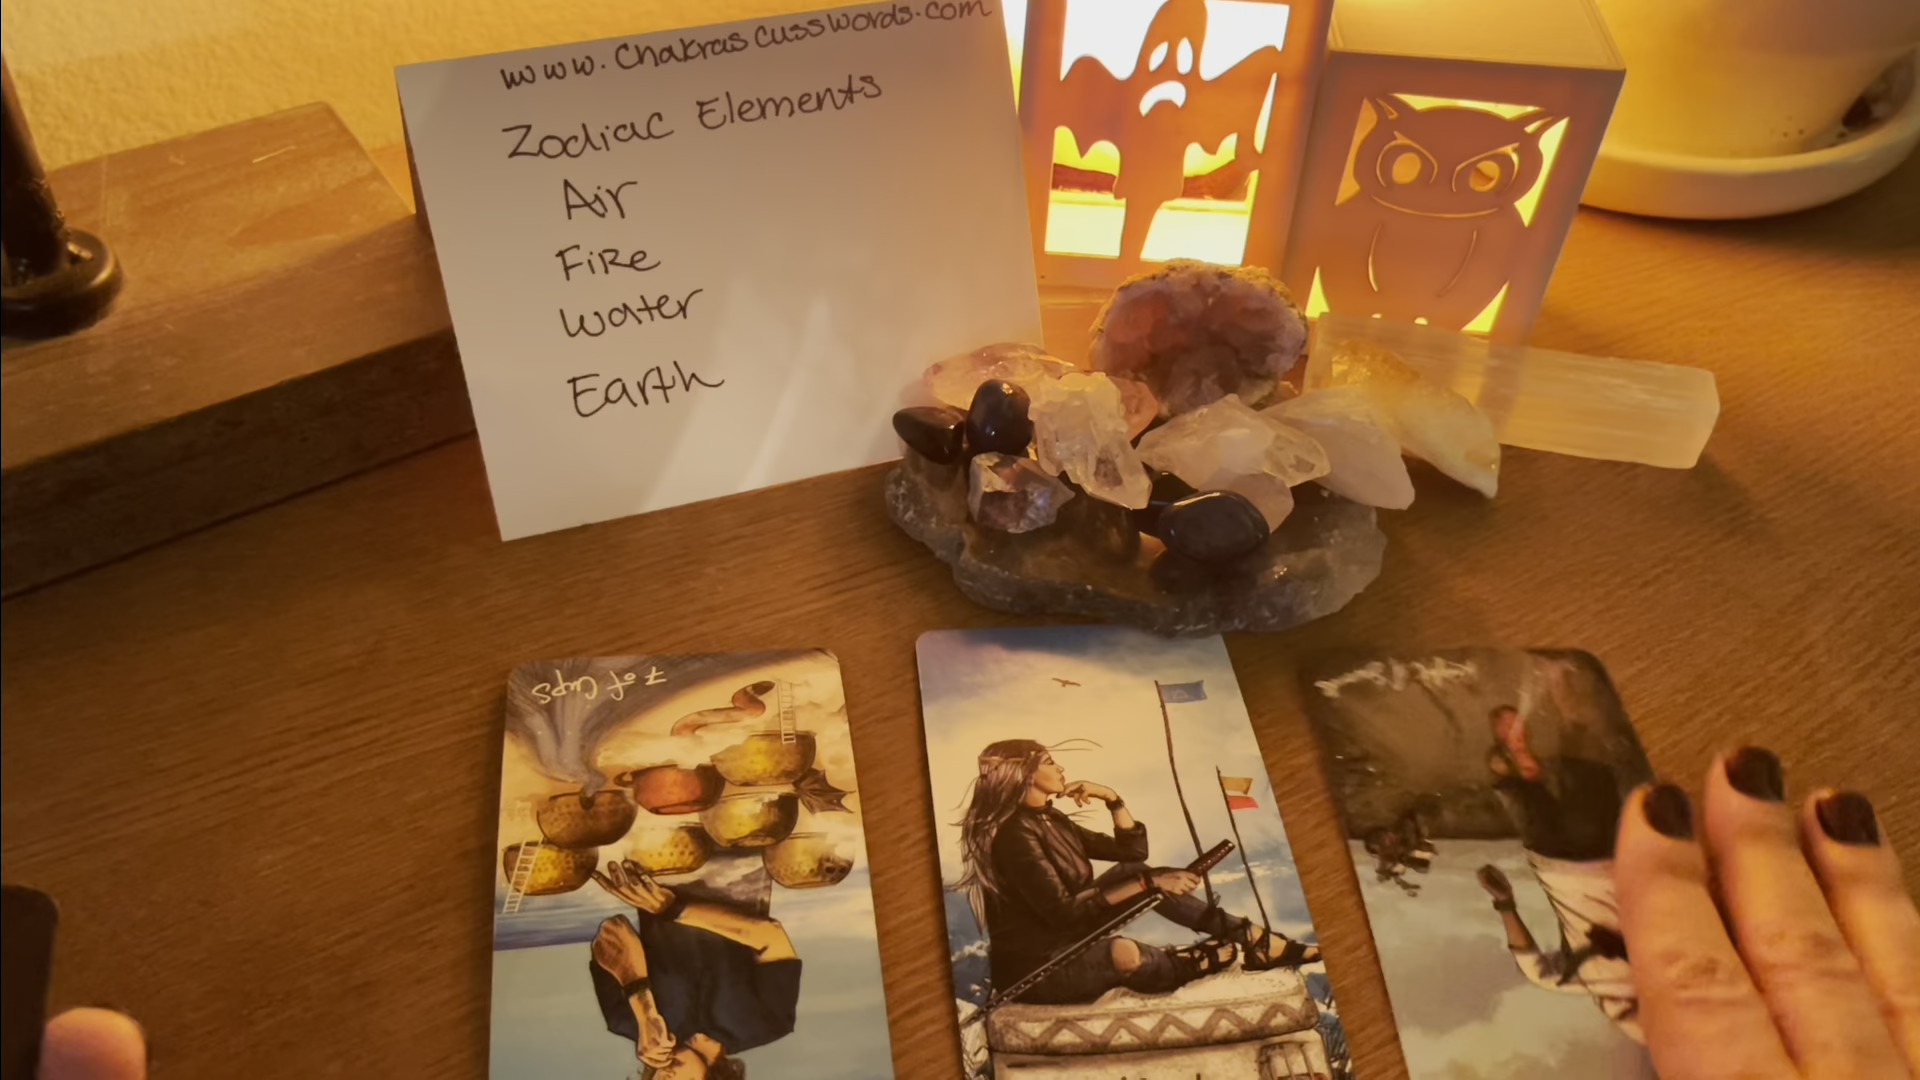 www.Chakrascusswords.com
Zodiac Elements
Air
Fire
Water
Earth
7 of Cups